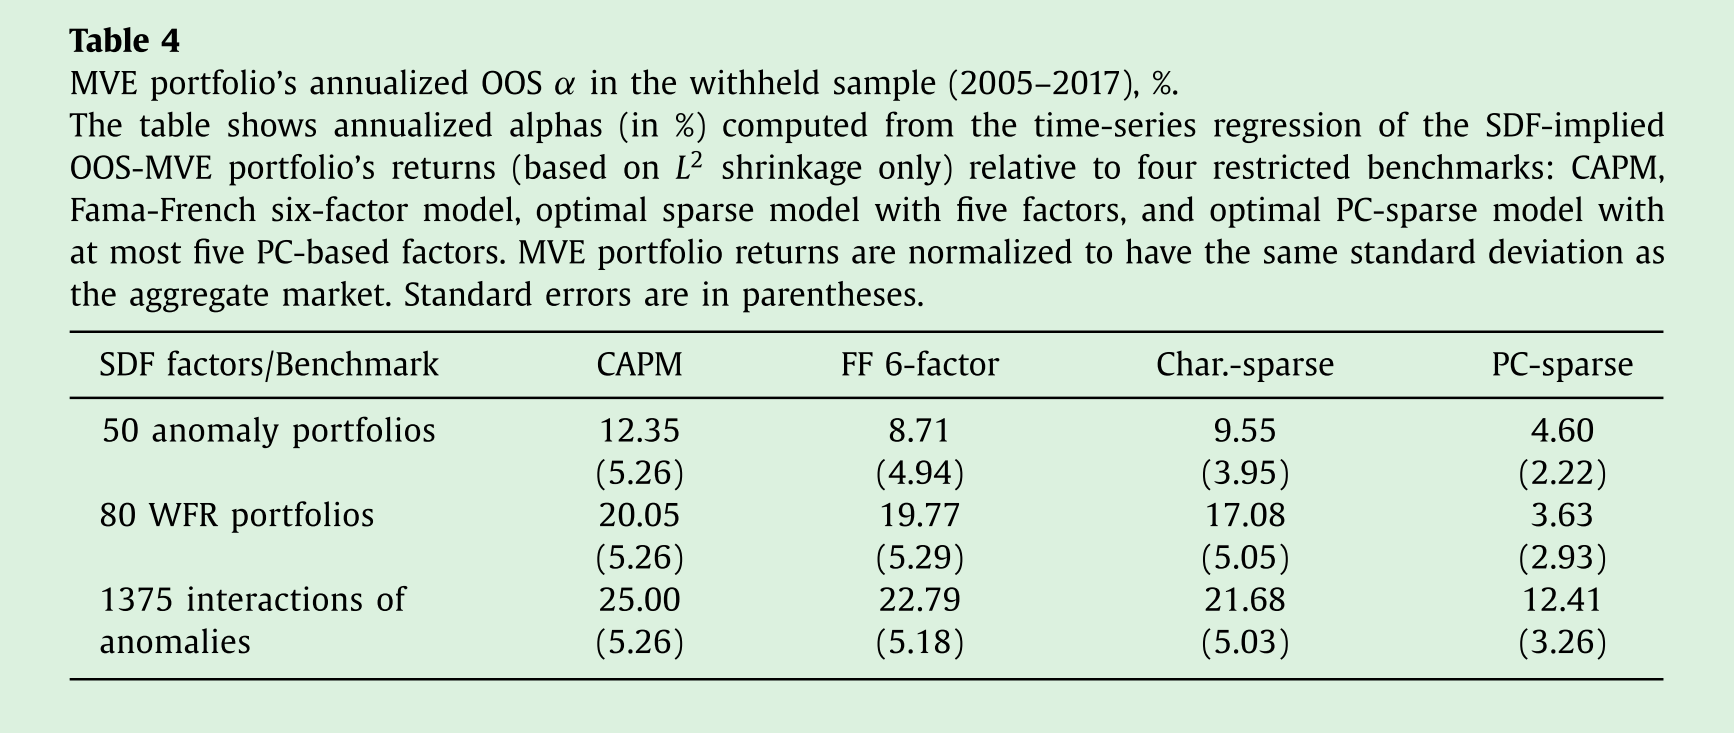 Table 4
MVE portfolio's annualized OOS α in the withheld sample (2005–2017), %.
The table shows annualized alphas (in %) computed from the time-series regression of the SDF-implied
OOS-MVE portfolio's returns (based on L² shrinkage only) relative to four restricted benchmarks: CAPM,
Fama-French six-factor model, optimal sparse model with five factors, and optimal PC-sparse model with
at most five PC-based factors. MVE portfolio returns are normalized to have the same standard deviation as
the aggregate market. Standard errors are in parentheses.
SDF factors/Benchmark CAPM FF 6-factor Char.-sparse PC-sparse
50 anomaly portfolios 12.35 8.71 9.55 4.60
(5.26) (4.94) (3.95) (2.22)
80 WFR portfolios 20.05 19.77 17.08 3.63
(5.26) (5.29) (5.05) (2.93)
1375 interactions of 25.00 22.79 21.68 12.41
anomalies (5.26) (5.18) (5.03) (3.26)